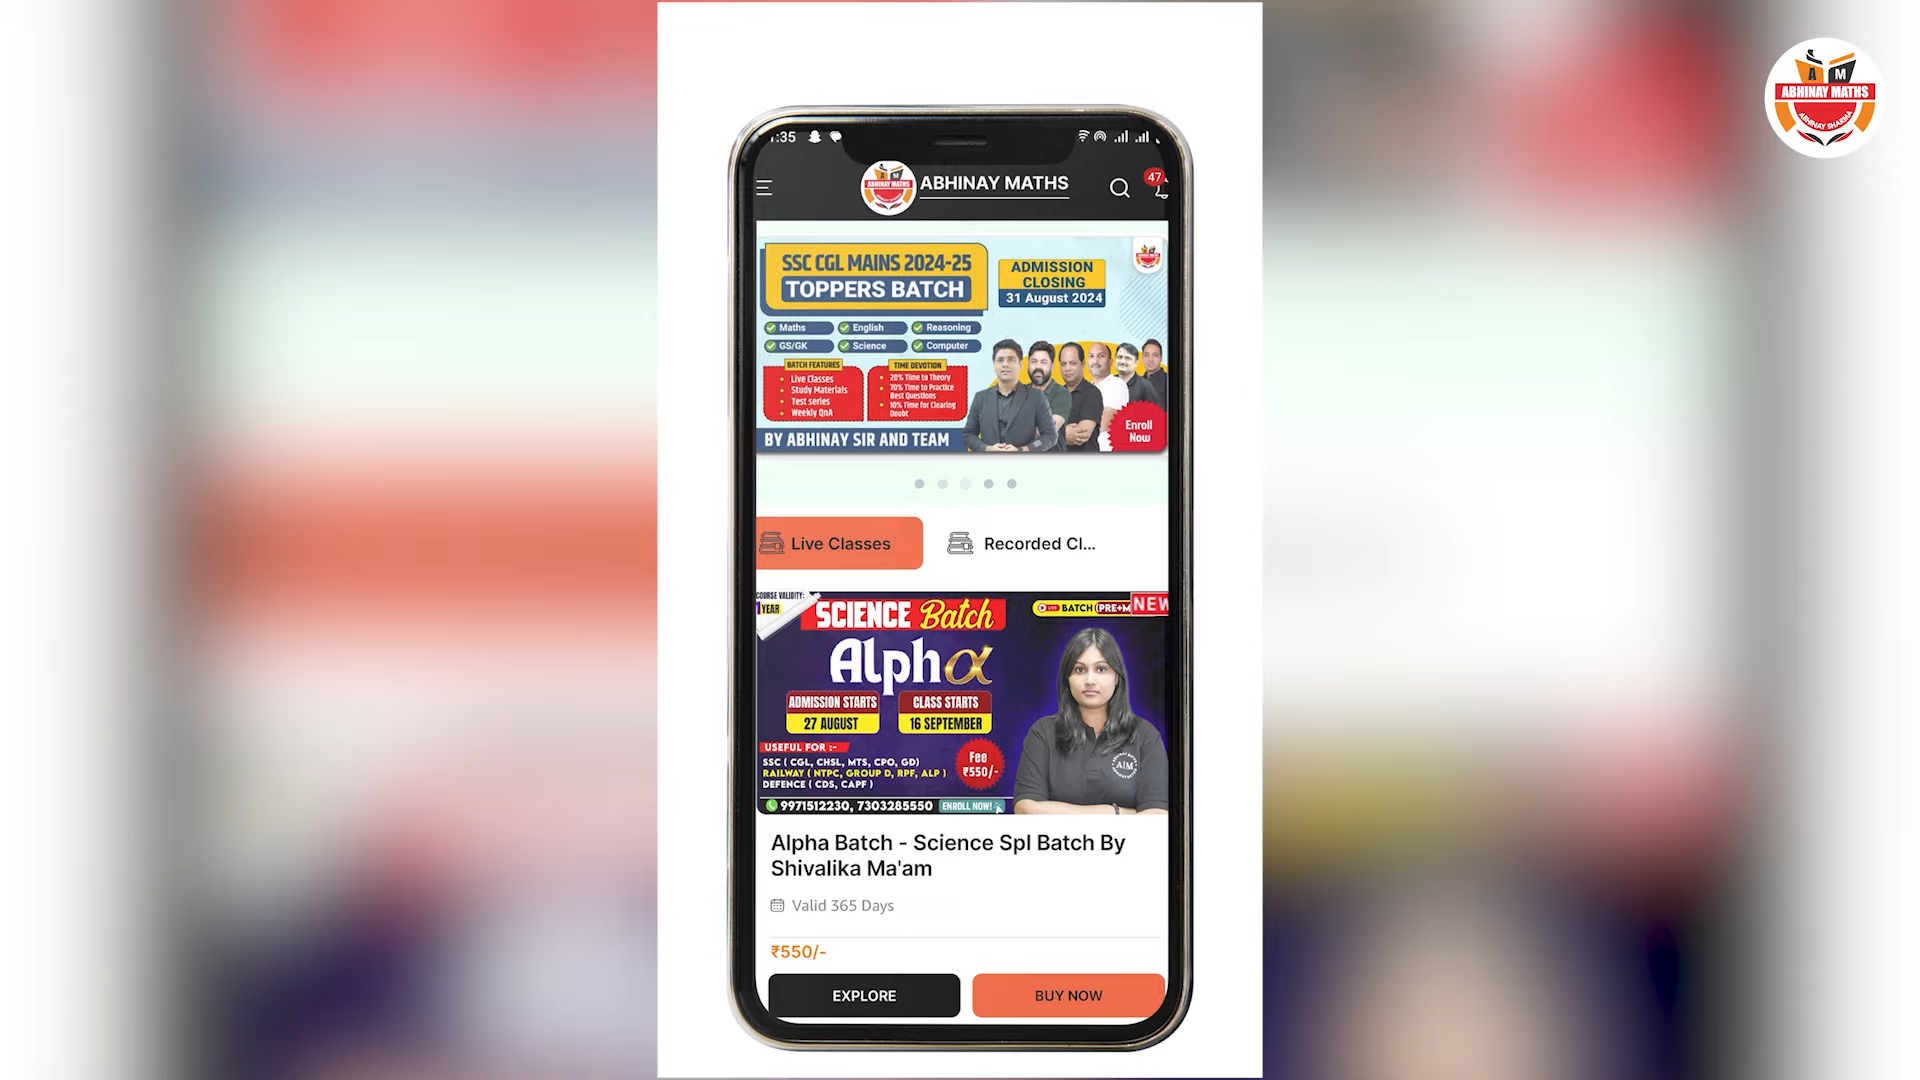 A M
ABHINAY MATHS
ABHINAY SHARMA
:35
A M
ABHINAY MATHS
ABHINAY MATHS
47
SSC CGL MAINS 2024-25
TOPPERS BATCH
ADMISSION
CLOSING
31 August 2024
Maths
English
Reasoning
GS/GK
Science
Computer
BATCH FEATURES
Live Classes
Study Materials
Test series
Weekly QnA
TIME DEVOTION
20% Time to Theory
70% Time to Practice
Best Questions
10% Time for Clearing
Doubt
Enroll
Now
BY ABHINAY SIR AND TEAM
Live Classes
Recorded Cl...
COURSE VALIDITY:
1 YEAR
SCIENCE Batch
LIVE BATCH (PRE+M
NEW
Alphα
ADMISSION STARTS
27 AUGUST
CLASS STARTS
16 SEPTEMBER
USEFUL FOR :-
SSC ( CGL, CHSL, MTS, CPO, GD)
RAILWAY ( NTPC, GROUP D, RPF, ALP )
DEFENCE ( CDS, CAPF )
Fee
₹550/-
AM
9971512230, 7303285550 ENROLL NOW!
Alpha Batch - Science Spl Batch By
Shivalika Ma'am
Valid 365 Days
₹550/-
EXPLORE
BUY NOW